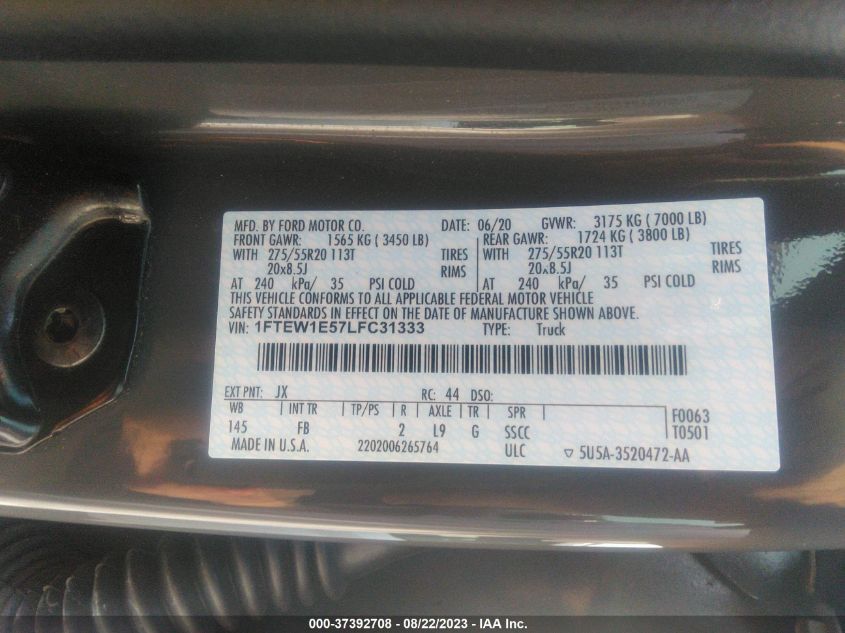 MFD. BY FORD MOTOR CO. DATE: 06/20 GVWR: 3175 KG ( 7000 LB)
FRONT GAWR: 1565 KG ( 3450 LB) REAR GAWR: 1724 KG ( 3800 LB)
WITH 275/55R20 113T TIRES WITH 275/55R20 113T TIRES
20x8.5J RIMS 20x8.5J RIMS
AT 240 kPa/ 35 PSI COLD AT 240 kPa/ 35 PSI COLD
THIS VEHICLE CONFORMS TO ALL APPLICABLE FEDERAL MOTOR VEHICLE
SAFETY STANDARDS IN EFFECT ON THE DATE OF MANUFACTURE SHOWN ABOVE.
VIN: 1FTEW1E57LFC31333 TYPE: Truck
EXT PNT: JX RC: 44 DSO:
WB INT TR TP/PS R AXLE TR SPR F0063
145 FB 2 L9 G SSCC T0501
MADE IN U.S.A. 2202006265764 ULC ▽ 5U5A-3520472-AA
000-37392708 - 08/22/2023 - IAA Inc.